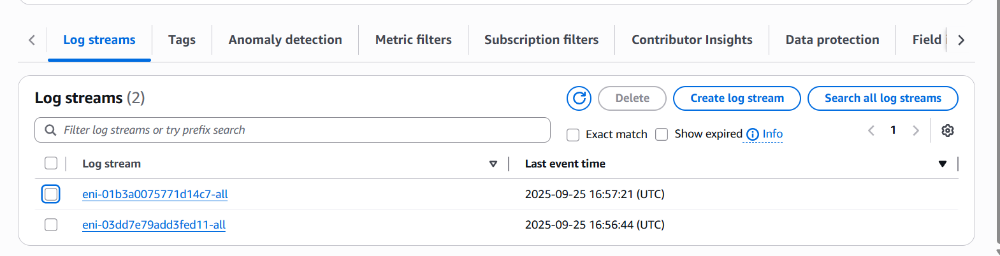 Log streams
Tags
Anomaly detection
Metric filters
Subscription filters
Contributor Insights
Data protection
Field
Log streams (2)
Delete
Create log stream
Search all log streams
Filter log streams or try prefix search
Exact match
Show expired
Info
1
Log stream
Last event time
eni-01b3a0075771d14c7-all
2025-09-25 16:57:21 (UTC)
eni-03dd7e79add3fed11-all
2025-09-25 16:56:44 (UTC)